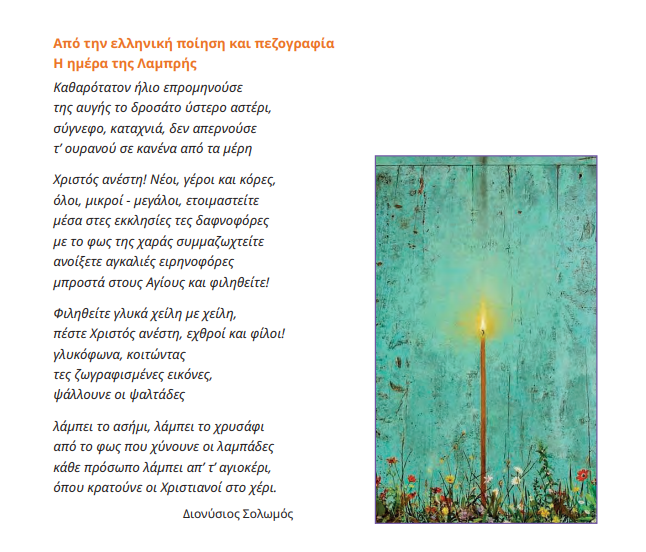 Από την ελληνική ποίηση και πεζογραφία
Η ημέρα της Λαμπρής
Καθαρότατον ήλιο επρομηνούσε
της αυγής το δροσάτο ύστερο αστέρι,
σύγνεφο, καταχνιά, δεν απερνούσε
τ’ ουρανού σε κανένα από τα μέρη
Χριστός ανέστη! Νέοι, γέροι και κόρες,
όλοι, μικροί - μεγάλοι, ετοιμαστείτε
μέσα στες εκκλησίες τες δαφνοφόρες
με το φως της χαράς συμμαζωχτείτε
ανοίξετε αγκαλιές ειρηνοφόρες
μπροστά στους Αγίους και φιληθείτε!
Φιληθείτε γλυκά χείλη με χείλη,
πέστε Χριστός ανέστη, εχθροί και φίλοι!
γλυκόφωνα, κοιτώντας
τες ζωγραφισμένες εικόνες,
ψάλλουνε οι ψαλτάδες
λάμπει το ασήμι, λάμπει το χρυσάφι
από το φως που χύνουνε οι λαμπάδες
κάθε πρόσωπο λάμπει απ’ τ’ αγιοκέρι,
όπου κρατούνε οι Χριστιανοί στο χέρι.
Διονύσιος Σολωμός